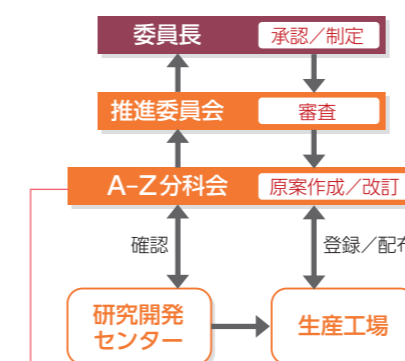 委員長 承認／制定
推進委員会 審査
A-Z分科会 原案作成／改訂
確認 登録／配布
研究開発
センター
生産工場